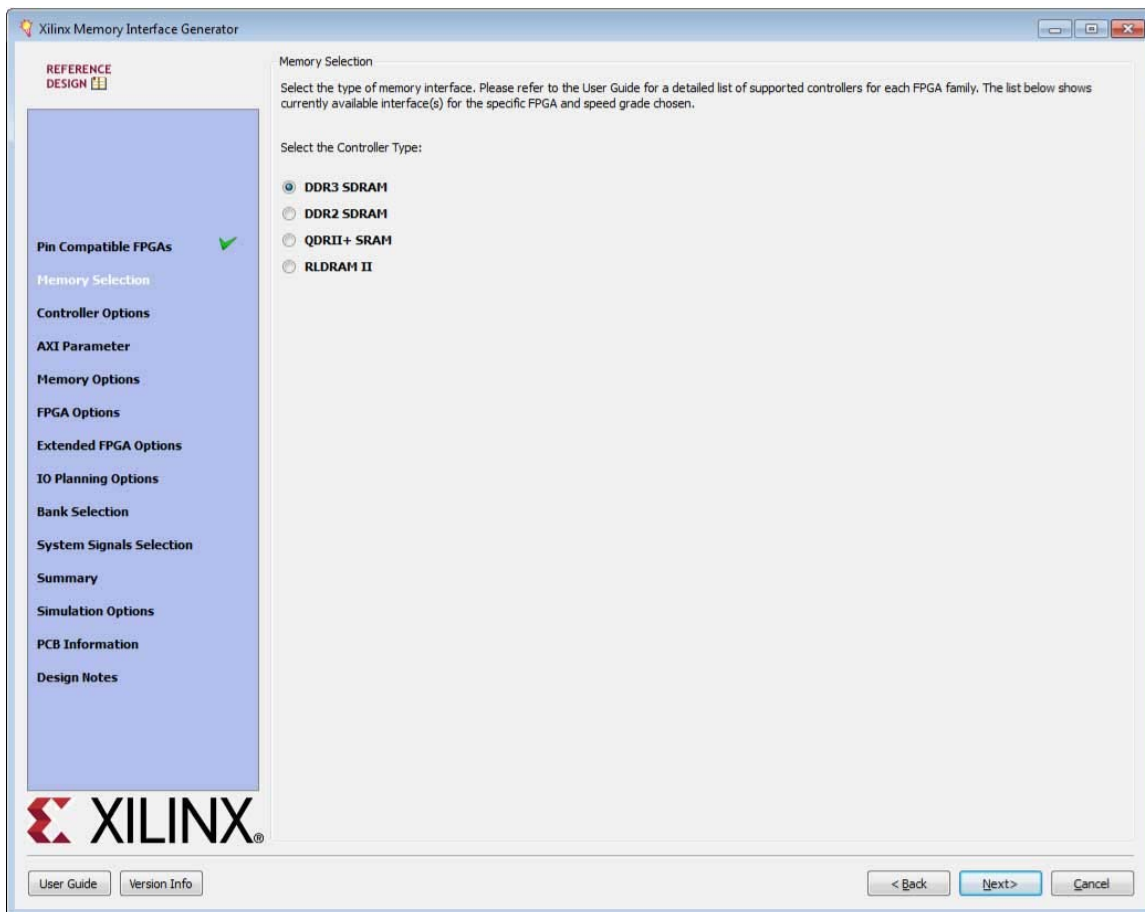 Xilinx Memory Interface Generator
REFERENCE
DESIGN
Pin Compatible FPGAs
Memory Selection
Controller Options
AXI Parameter
Memory Options
FPGA Options
Extended FPGA Options
IO Planning Options
Bank Selection
System Signals Selection
Summary
Simulation Options
PCB Information
Design Notes
XILINX®
Memory Selection
Select the type of memory interface. Please refer to the User Guide for a detailed list of supported controllers for each FPGA family. The list below shows
currently available interface(s) for the specific FPGA and speed grade chosen.
Select the Controller Type:
DDR3 SDRAM
DDR2 SDRAM
QDRII+ SRAM
RLDRAM II
User Guide
Version Info
< Back
Next>
Cancel